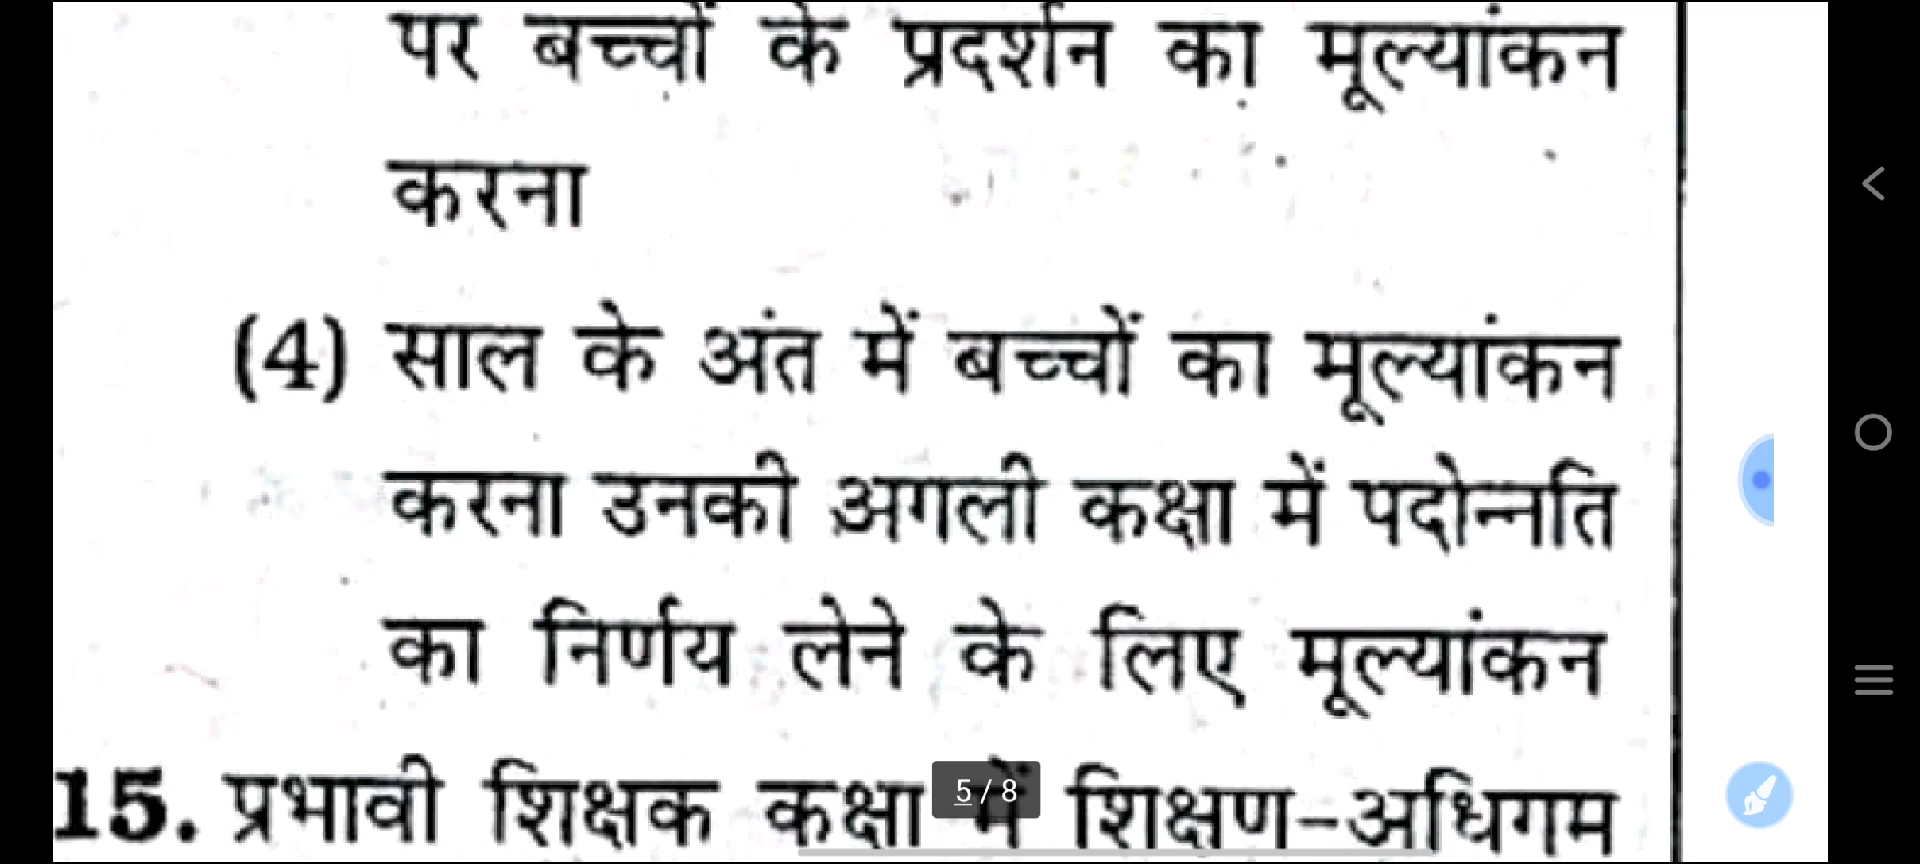 पर बच्चों के प्रदर्शन का मूल्यांकन
करना
(4) साल के अंत में बच्चों का मूल्यांकन
करना उनकी अगली कक्षा में पदोन्नति
का निर्णय लेने के लिए मूल्यांकन
15. प्रभावी शिक्षक कक्षा में शिक्षण-अधिगम
5 / 8